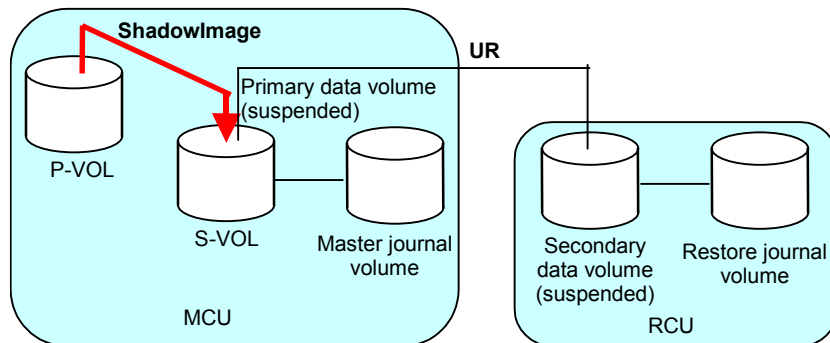 ShadowImage
UR
Primary data volume
(suspended)
P-VOL
S-VOL
Master journal
volume
Secondary
data volume
(suspended)
Restore journal
volume
MCU
RCU